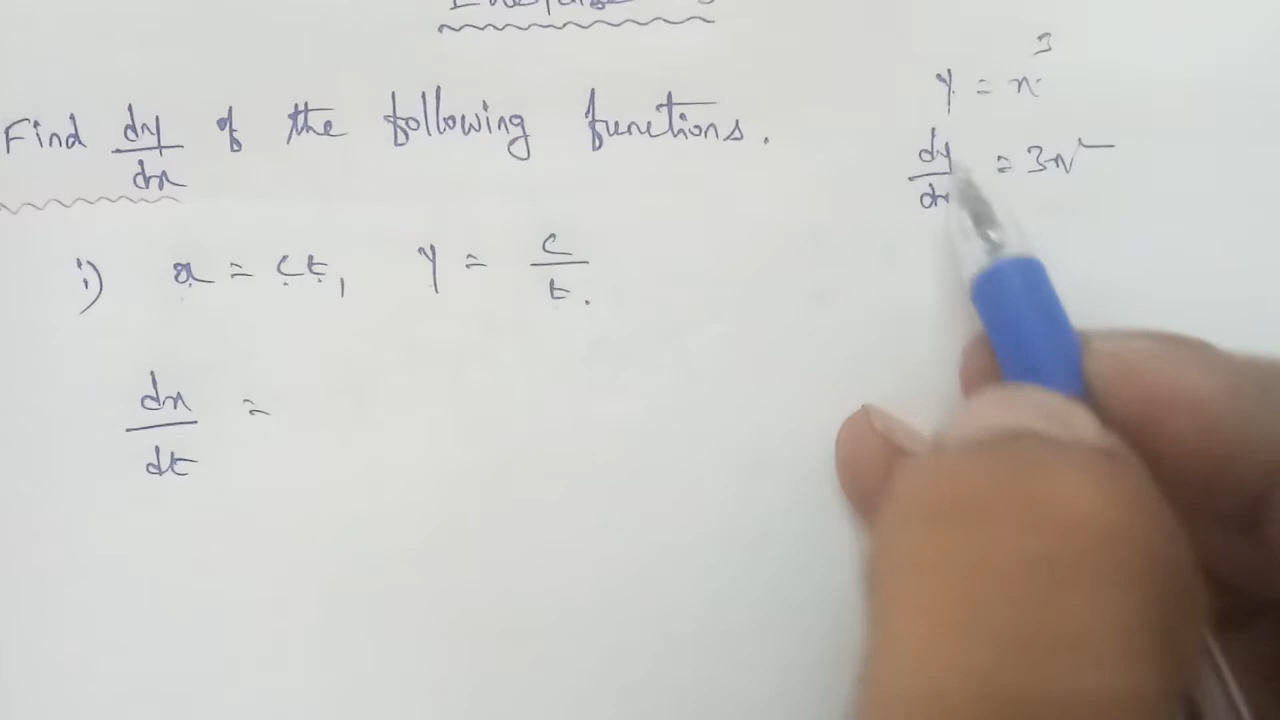 Find dy/dx of the following functions.
y = x³
dy/dx = 3x²
i) x = ct, y = c/t.
dx/dt =